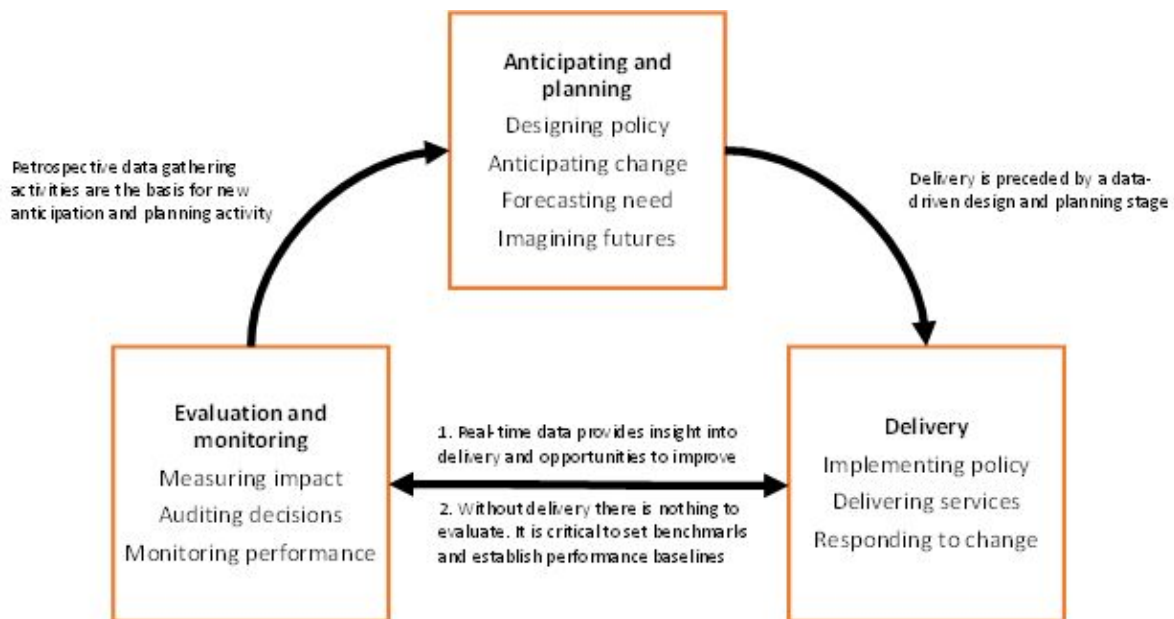 Anticipating and
planning
Designing policy
Anticipating change
Forecasting need
Imagining futures
Retrospective data gathering
activities are the basis for new
anticipation and planning activity
Delivery is preceded by a data-
driven design and planning stage
Evaluation and
monitoring
Measuring impact
Auditing decisions
Monitoring performance
1. Real-time data provides insight into
delivery and opportunities to improve
2. Without delivery there is nothing to
evaluate. It is critical to set benchmarks
and establish performance baselines
Delivery
Implementing policy
Delivering services
Responding to change